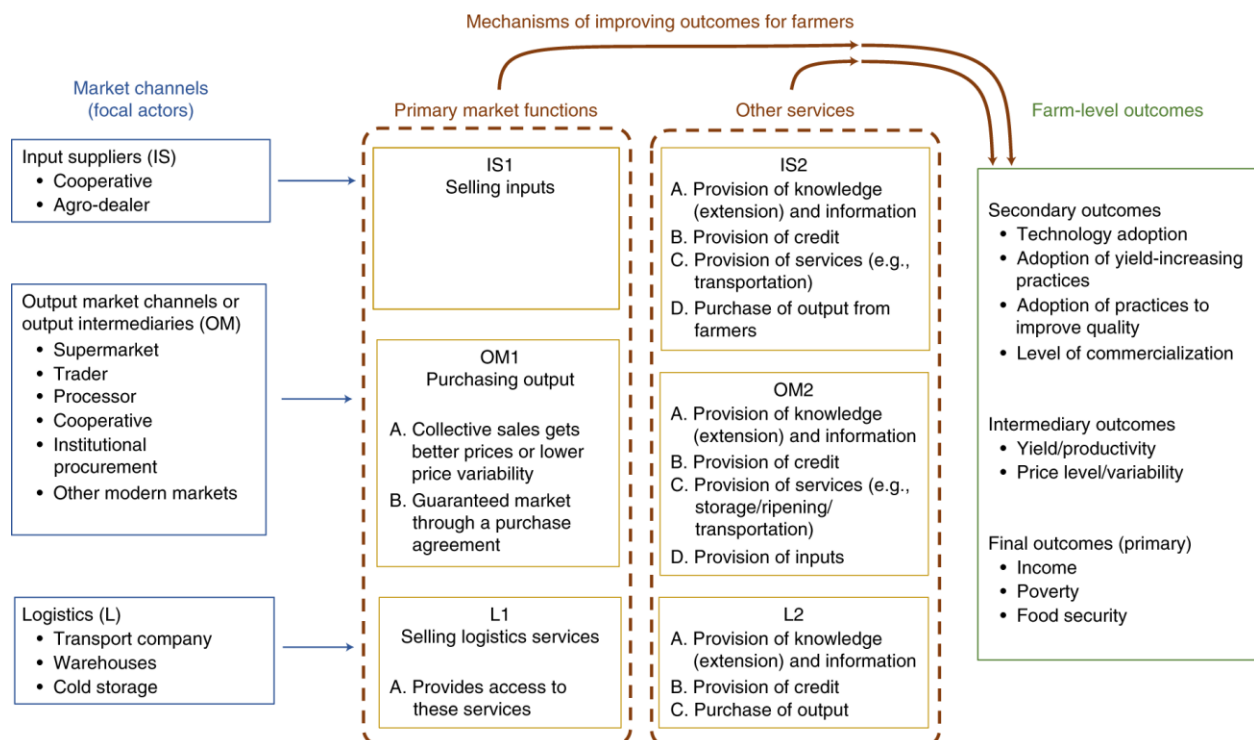 Mechanisms of improving outcomes for farmers
Market channels
(focal actors)
Primary market functions
Other services
Farm-level outcomes
Input suppliers (IS)
• Cooperative
• Agro-dealer
Output market channels or
output intermediaries (OM)
• Supermarket
• Trader
• Processor
• Cooperative
• Institutional
procurement
• Other modern markets
Logistics (L)
• Transport company
• Warehouses
• Cold storage
IS1
Selling inputs
OM1
Purchasing output
A. Collective sales gets
better prices or lower
price variability
B. Guaranteed market
through a purchase
agreement
L1
Selling logistics services
A. Provides access to
these services
IS2
A. Provision of knowledge
(extension) and information
B. Provision of credit
C. Provision of services (e.g.,
transportation)
D. Purchase of output from
farmers
OM2
A. Provision of knowledge
(extension) and information
B. Provision of credit
C. Provision of services (e.g.,
storage/ripening/
transportation)
D. Provision of inputs
L2
A. Provision of knowledge
(extension) and information
B. Provision of credit
C. Purchase of output
Secondary outcomes
• Technology adoption
• Adoption of yield-increasing
practices
• Adoption of practices to
improve quality
• Level of commercialization
Intermediary outcomes
• Yield/productivity
• Price level/variability
Final outcomes (primary)
• Income
• Poverty
• Food security